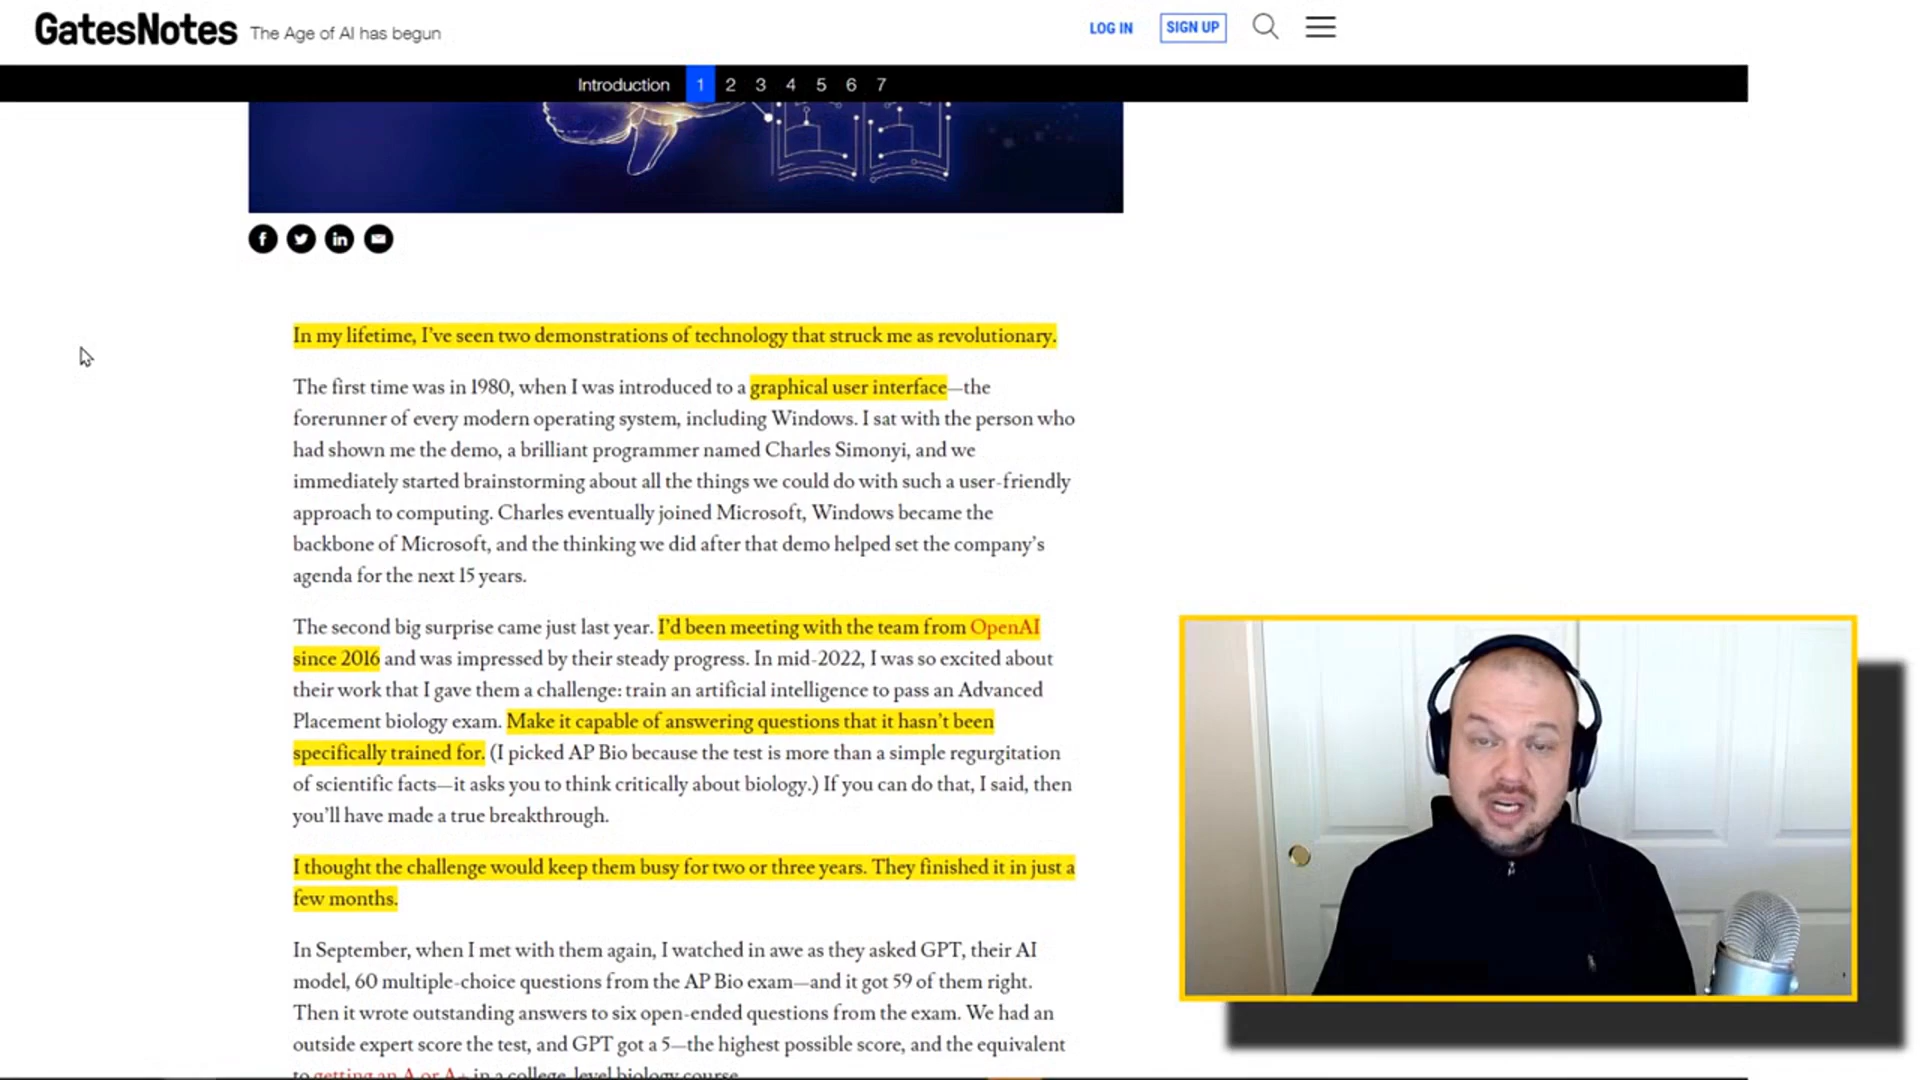 GatesNotes The Age of AI has begun LOG IN SIGN UP
Introduction 1 2 3 4 5 6 7
In my lifetime, I've seen two demonstrations of technology that struck me as revolutionary.
The first time was in 1980, when I was introduced to a graphical user interface—the
forerunner of every modern operating system, including Windows. I sat with the person who
had shown me the demo, a brilliant programmer named Charles Simonyi, and we
immediately started brainstorming about all the things we could do with such a user-friendly
approach to computing. Charles eventually joined Microsoft, Windows became the
backbone of Microsoft, and the thinking we did after that demo helped set the company's
agenda for the next 15 years.
The second big surprise came just last year. I'd been meeting with the team from OpenAI
since 2016 and was impressed by their steady progress. In mid-2022, I was so excited about
their work that I gave them a challenge: train an artificial intelligence to pass an Advanced
Placement biology exam. Make it capable of answering questions that it hasn't been
specifically trained for. (I picked AP Bio because the test is more than a simple regurgitation
of scientific facts—it asks you to think critically about biology.) If you can do that, I said, then
you'll have made a true breakthrough.
I thought the challenge would keep them busy for two or three years. They finished it in just a
few months.
In September, when I met with them again, I watched in awe as they asked GPT, their AI
model, 60 multiple-choice questions from the AP Bio exam—and it got 59 of them right.
Then it wrote outstanding answers to six open-ended questions from the exam. We had an
outside expert score the test, and GPT got a 5—the highest possible score, and the equivalent
to getting an A or A+ in a college-level biology course.